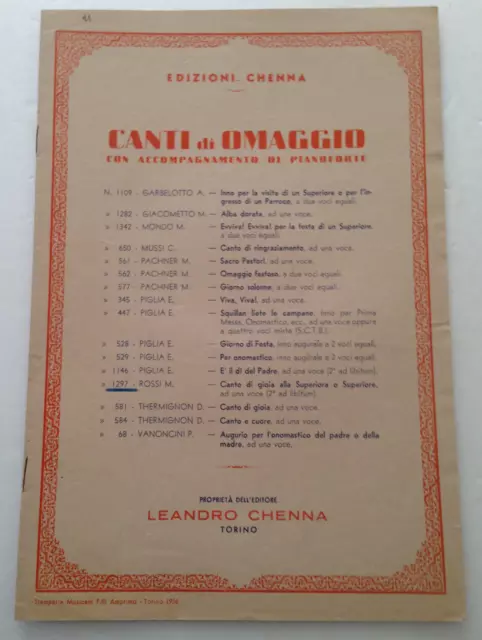 EDIZIONI CHENNA
CANTI di OMAGGIO
CON ACCOMPAGNAMENTO DI PIANOFORTE
N. 1109 - GARBELOTTO A. — Inno per la visita di un Superiore o per l'in-
gresso di un Parroco, a due voci eguali.
» 1282 - GIACOMETTO M. — Alba dorata, ad una voce.
» 1342 - MONDO M. — Evviva! Evviva! per la festa di un Superiore,
a due voci eguali.
» 650 - MUSSI C. — Canto di ringraziamento, ad una voce.
» 561 - PACHNER M. — Sacro Pastori, ad una voce.
» 562 - PACHNER M. — Omaggio festoso, a due voci eguali.
» 577 - PACHNER M. — Giorno solenne, a due voci eguali.
» 345 - PIGLIA E. — Viva, Viva!, ad una voce.
» 447 - PIGLIA E. — Squillan liete le campane, Inno per Prima
Messa, Onomastico, ecc., ad una voce oppure
a quattro voci miste (S.C.T.B.).
» 528 - PIGLIA E. — Giorno di Festa, inno augurale a 2 voci eguali.
» 529 - PIGLIA E. — Per onomastico, inno augurale a 2 voci eguali.
» 1146 - PIGLIA E. — E' il dì del Padre, ad una voce (2ª ad libitum).
» 1297 - ROSSI M. — Canto di gioia alla Superiora o Superiore,
ad una voce (2ª ad libitum).
» 581 - THERMIGNON D. — Canto di gioia, ad una voce.
» 584 - THERMIGNON D. — Canto e cuore, ad una voce.
» 68 - VANONCINI P. — Augurio per l'onomastico del padre o della
madre, ad una voce.
PROPRIETÀ DELL'EDITORE
LEANDRO CHENNA
TORINO
- Torino 1956